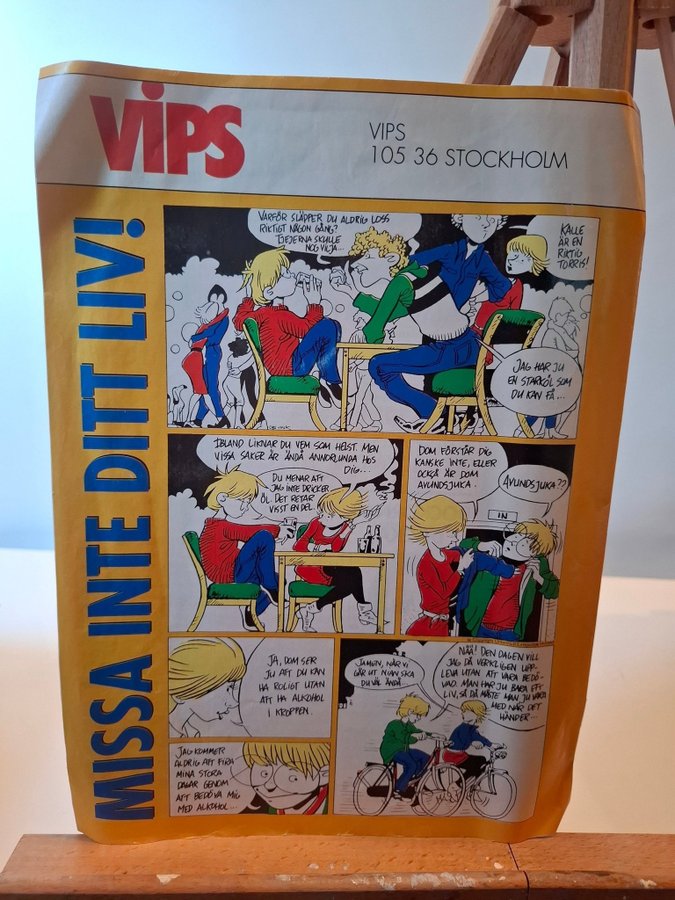 VIPS
VIPS
105 36 STOCKHOLM
MISSA INTE DITT LIV!
VARFÖR SLÄPPER DU ALDRIG LOSS
RIKTIGT NÅGON GÅNG?
TJEJERNA SKULLE
NOG VILJA...
KALLE
ÄR EN
RIKTIG
TORRIS!
JAG HAR JU
EN STARKÖL SOM
DU KAN FÅ...
IBLAND LIKNAR DU VEM SOM HELST. MEN
VISSA SAKER ÄR ÄNDÅ ANNORLUNDA HOS
DIG...
DU MENAR ATT
JAG INTE DRICKER
ÖL. DET RETAR
VISST EN DEL.
DOM FÖRSTÅR DIG
KANSKE INTE, ELLER
OCKSÅ ÄR DOM
AVUNDSJUKA.
AVUNDSJUKA??
IN
JA, DOM SER
JU ATT DU KAN
HA ROLIGT UTAN
ATT HA ALKOHOL
I KROPPEN.
JAG KOMMER
ALDRIG ATT FIRA
MINA STORA
DAGAR GENOM
ATT BEDÖVA MIG
MED ALKOHOL...
JAMEN, NÄR VI
GÅR UT NIAN SKA
DU VÄL ÄNDÅ...
NÄÄ! DEN DAGEN VILL
JAG DÅ VERKLIGEN UPP-
LEVA UTAN ATT VARA BEDÖ-
VAD. MAN HAR JU BARA ETT
LIV, SÅ DÅ MÅSTE MAN JU VARA
MED NÄR DET
HÄNDER...